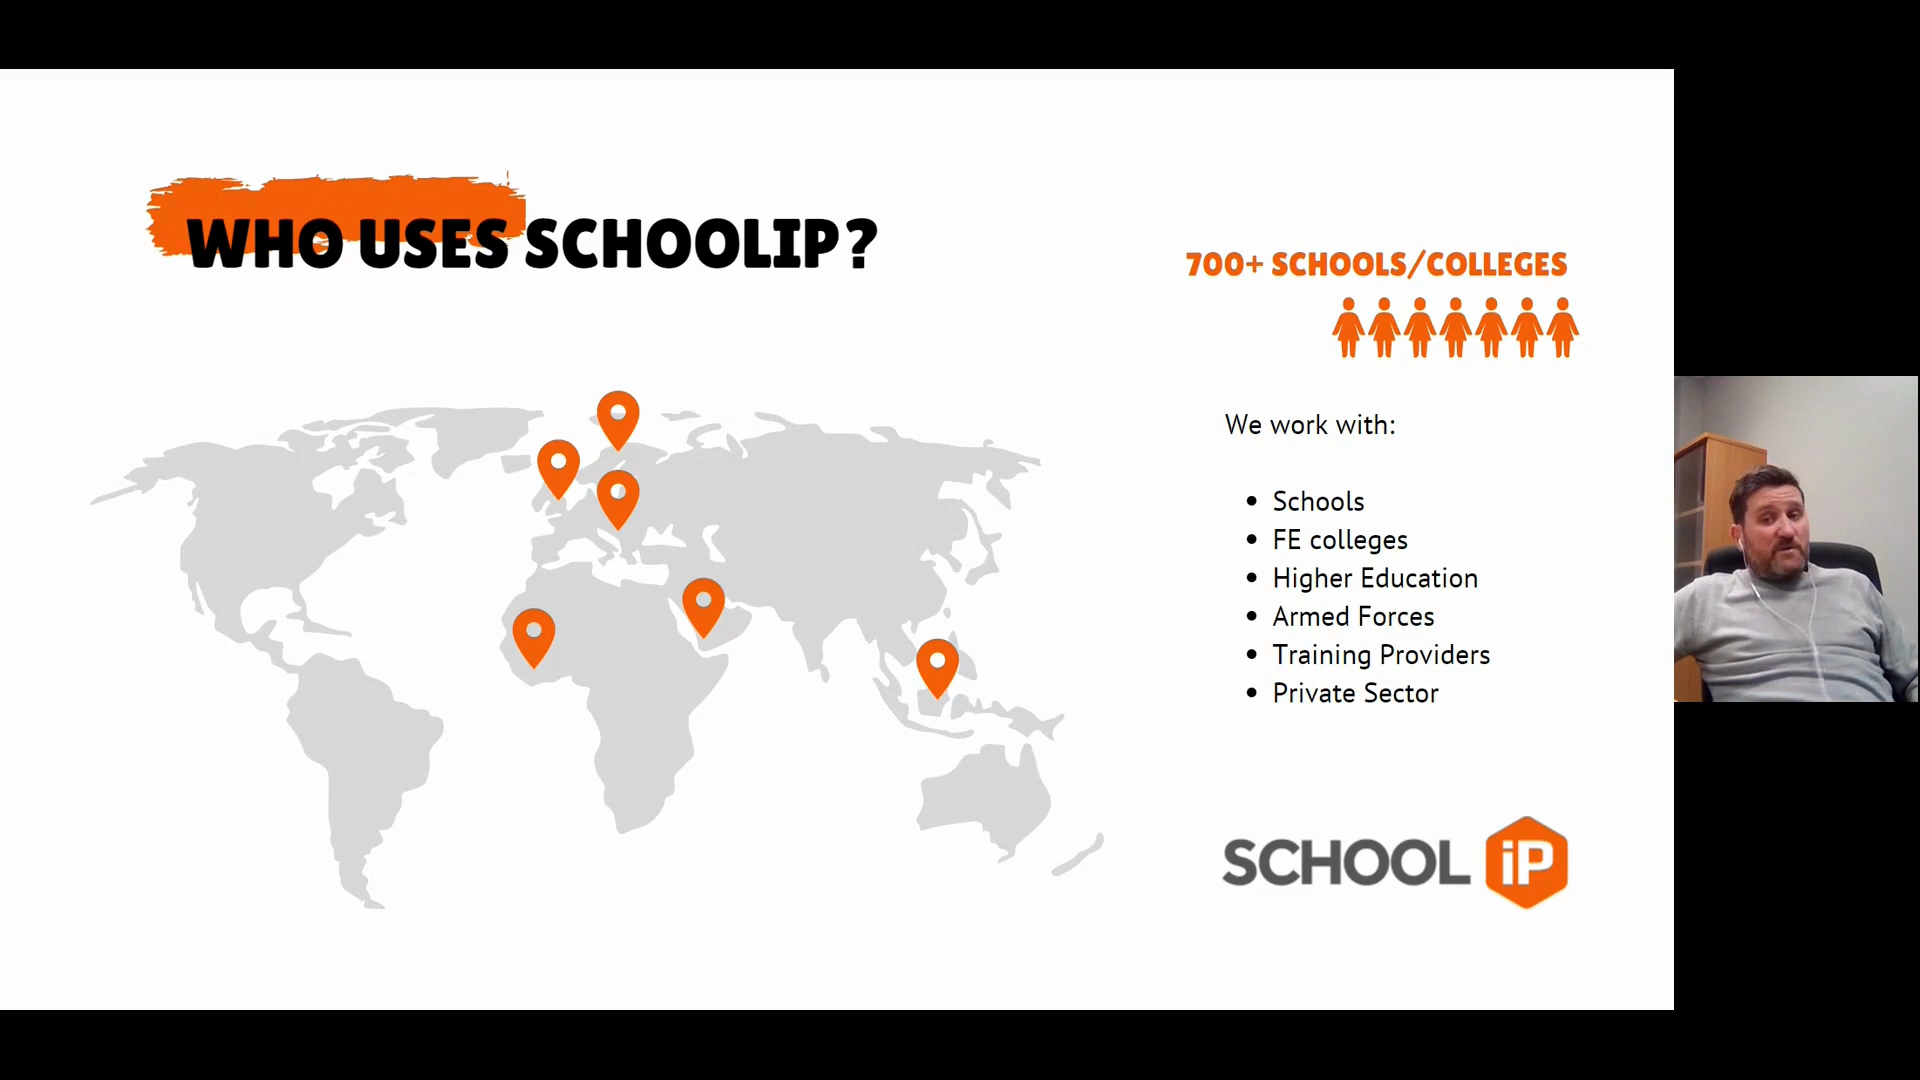 WHO USES SCHOOLIP?
700+ SCHOOLS/COLLEGES
We work with:
Schools
FE colleges
Higher Education
Armed Forces
Training Providers
Private Sector
SCHOOL iP